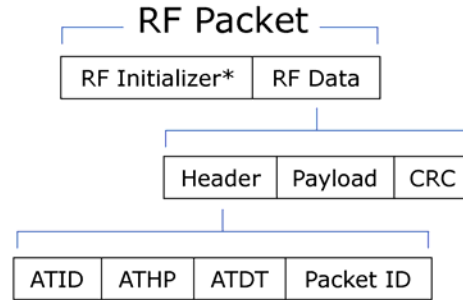 RF Packet
RF Initializer* RF Data
Header Payload CRC
ATID ATHP ATDT Packet ID